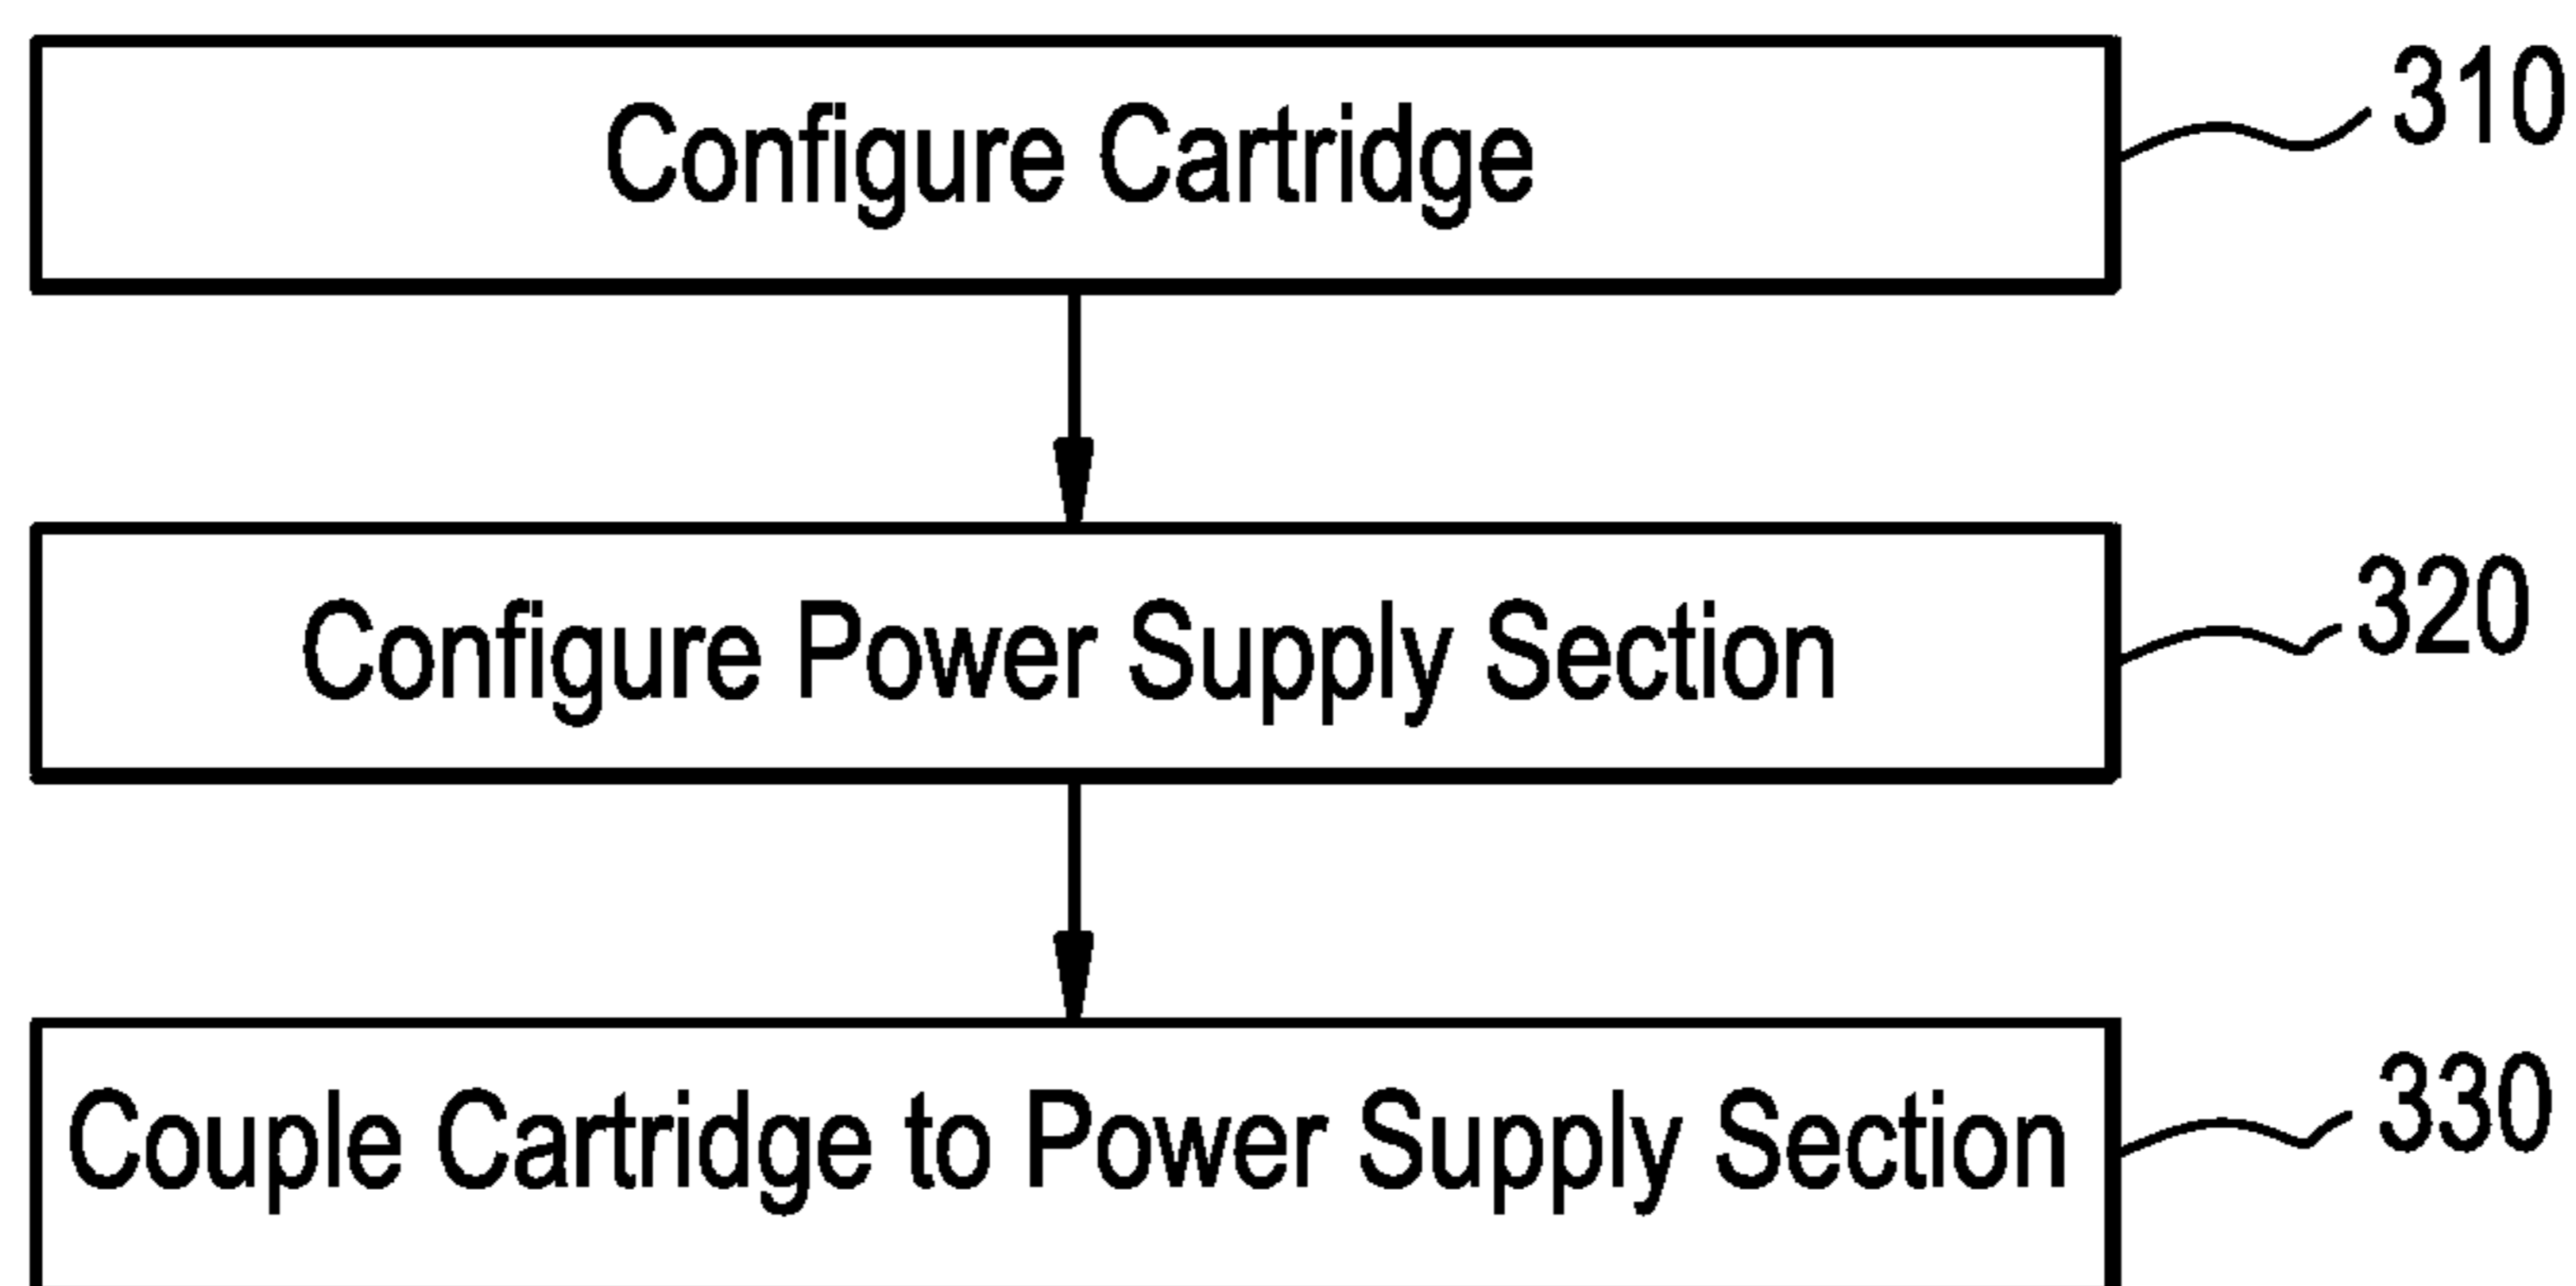 Configure Cartridge 310
Configure Power Supply Section 320
Couple Cartridge to Power Supply Section 330